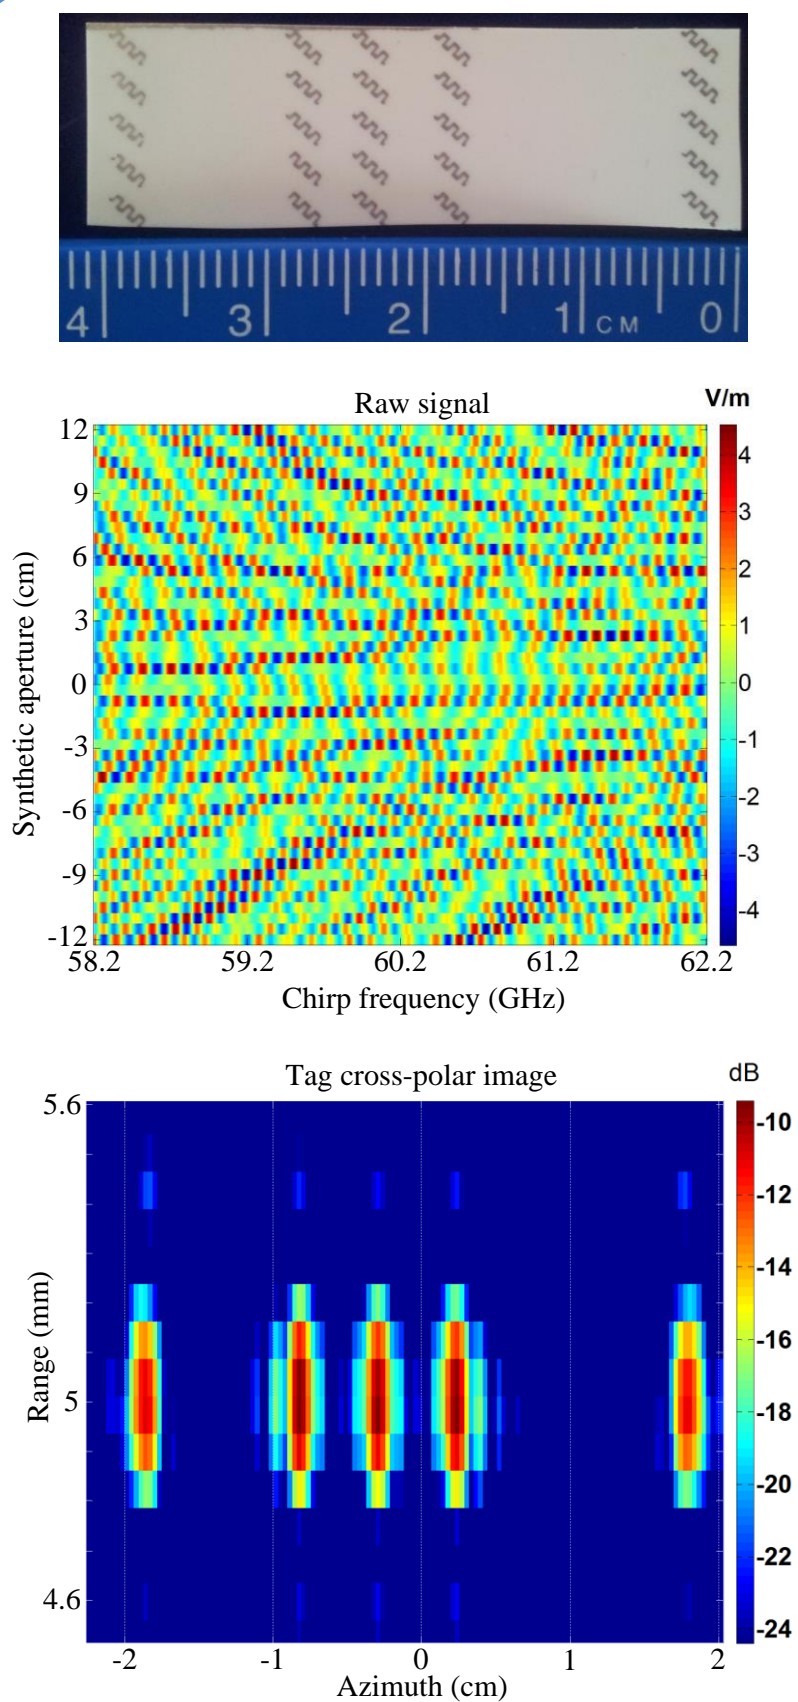 4 3 2 1 CM 0
Raw signal
V/m
Synthetic aperture (cm)
12
9
6
3
0
-3
-6
-9
-12
58.2 59.2 60.2 61.2 62.2
Chirp frequency (GHz)
4
3
2
1
0
-1
-2
-3
-4
Tag cross-polar image
dB
Range (mm)
5.6
5
4.6
-2 -1 0 1 2
Azimuth (cm)
-10
-12
-14
-16
-18
-20
-22
-24